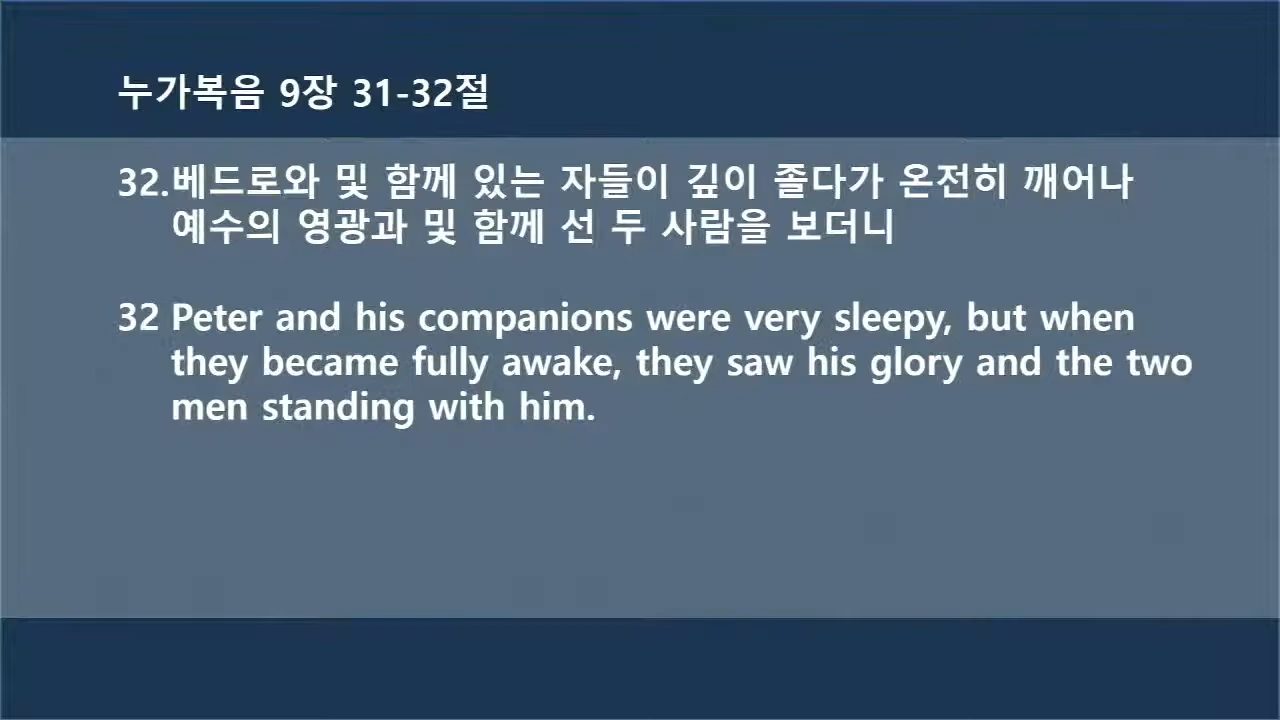 누가복음 9장 31-32절
32.베드로와 및 함께 있는 자들이 깊이 졸다가 온전히 깨어나
예수의 영광과 및 함께 선 두 사람을 보더니
32 Peter and his companions were very sleepy, but when
they became fully awake, they saw his glory and the two
men standing with him.